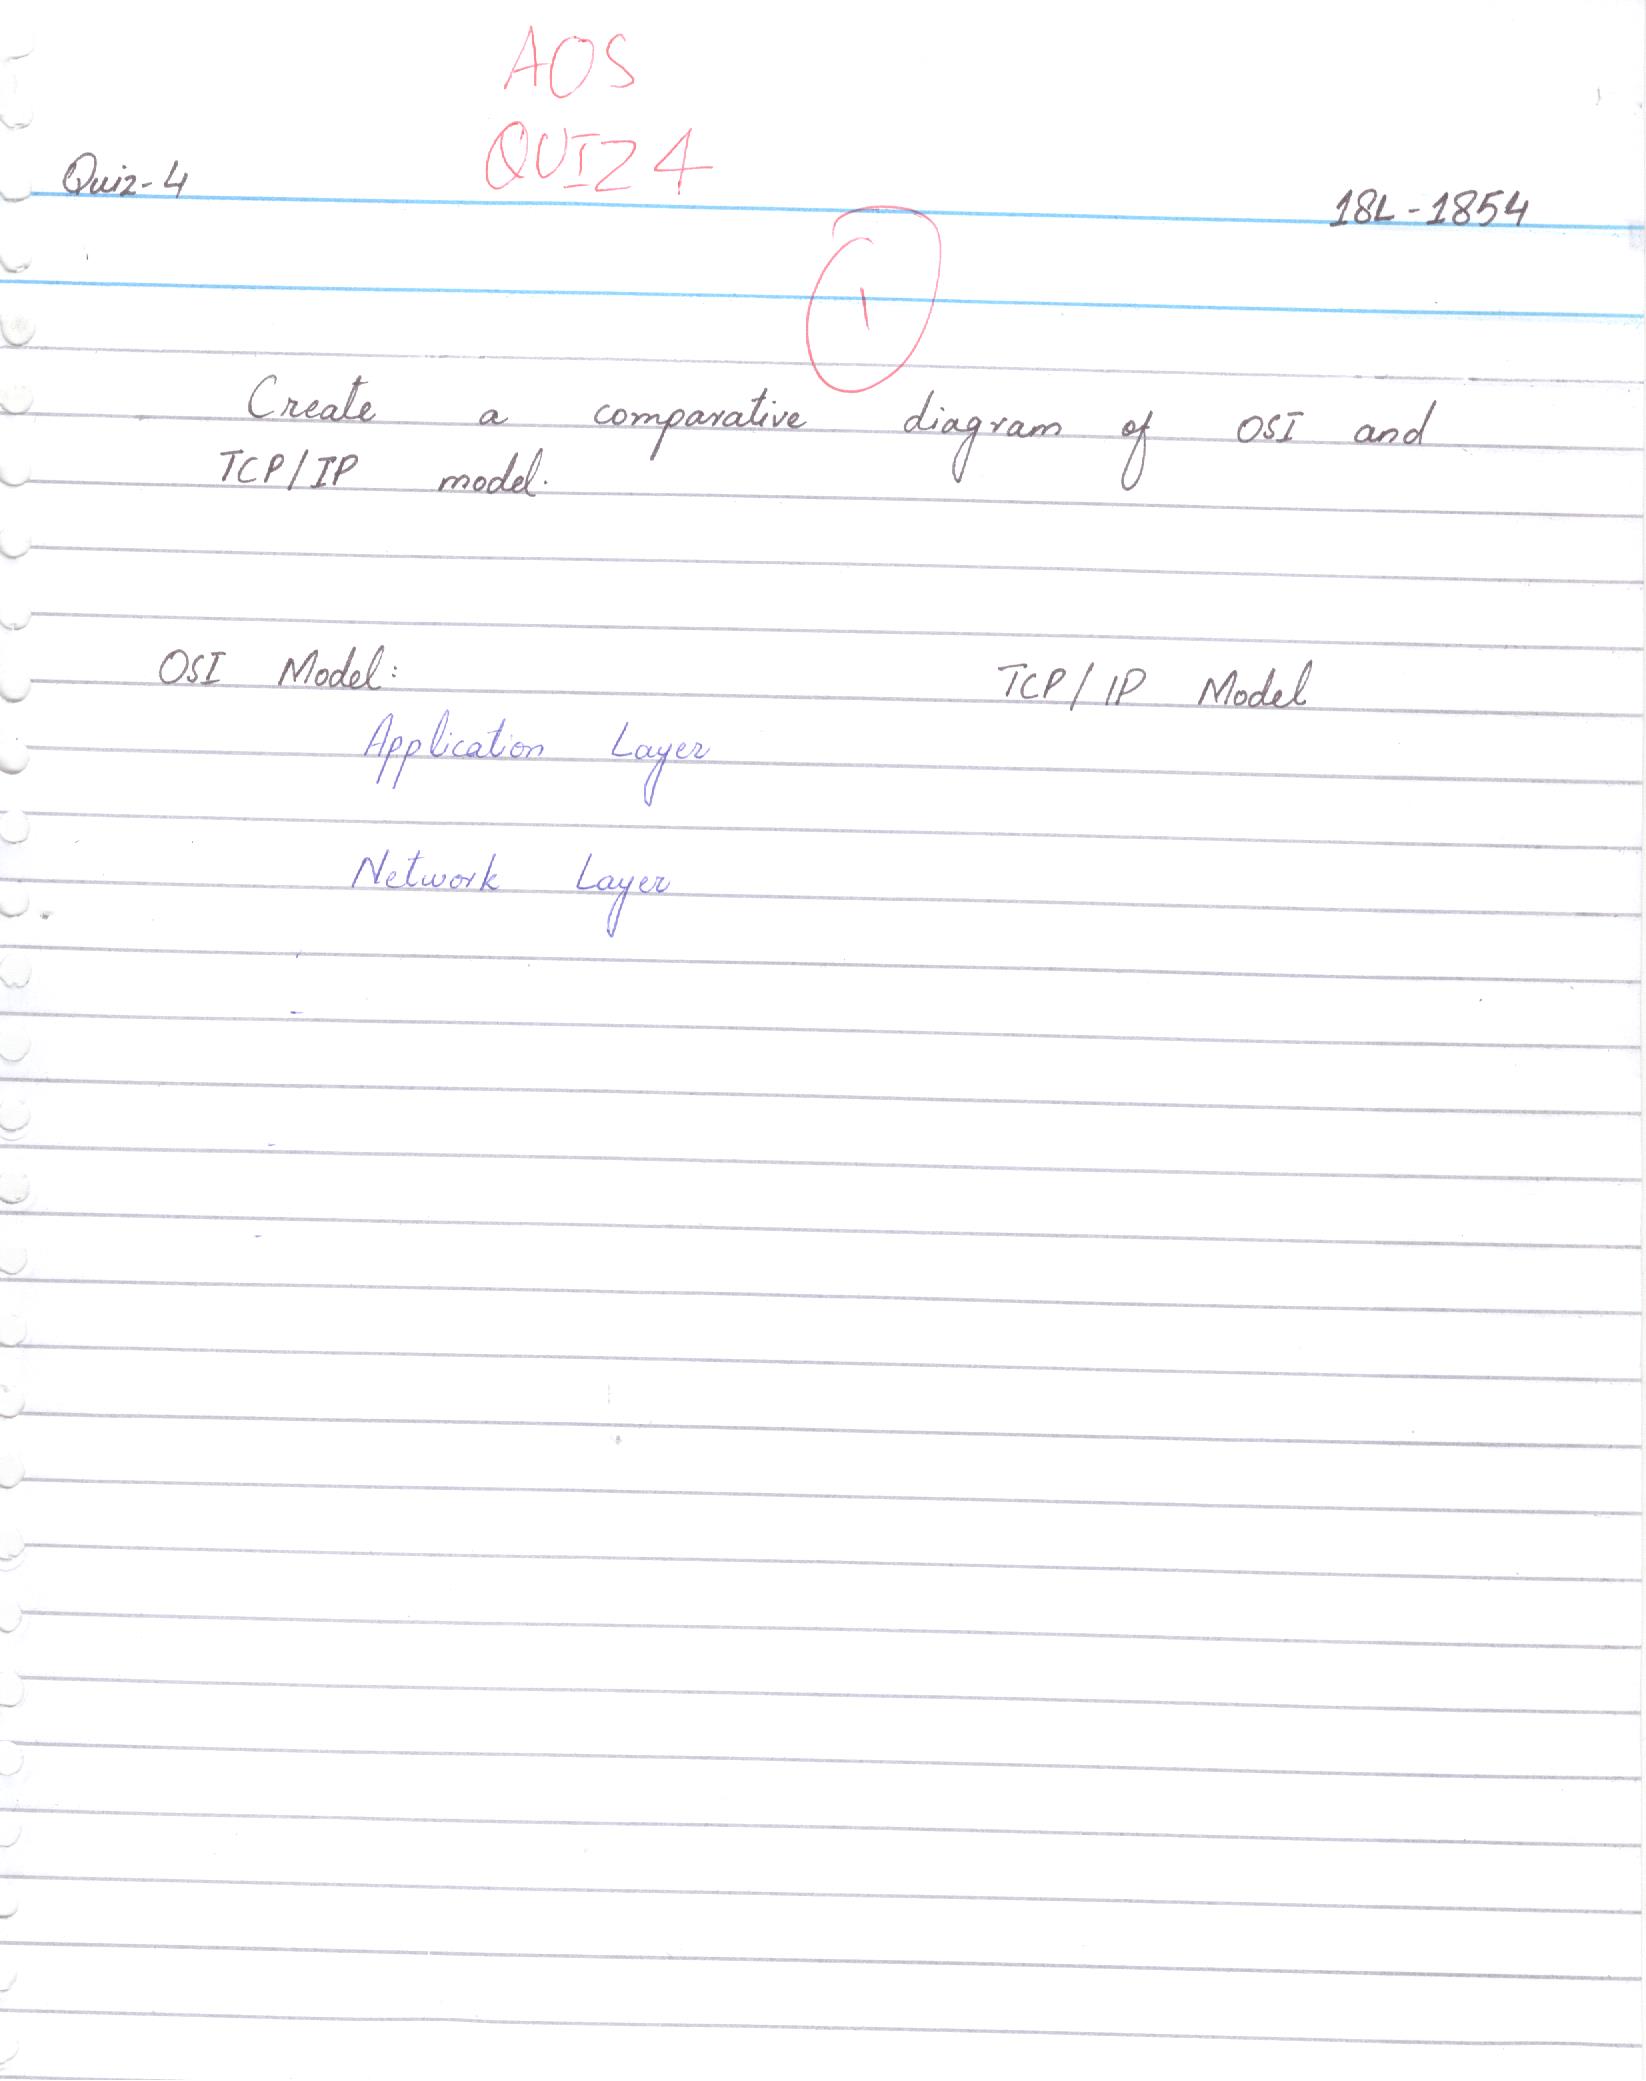 AOS
QUIZ 4
Quiz-4
18L-1854
1
Create a comparative diagram of OSI and
TCP/IP model.
OSI Model:
TCP/IP Model
Application Layer
Network Layer